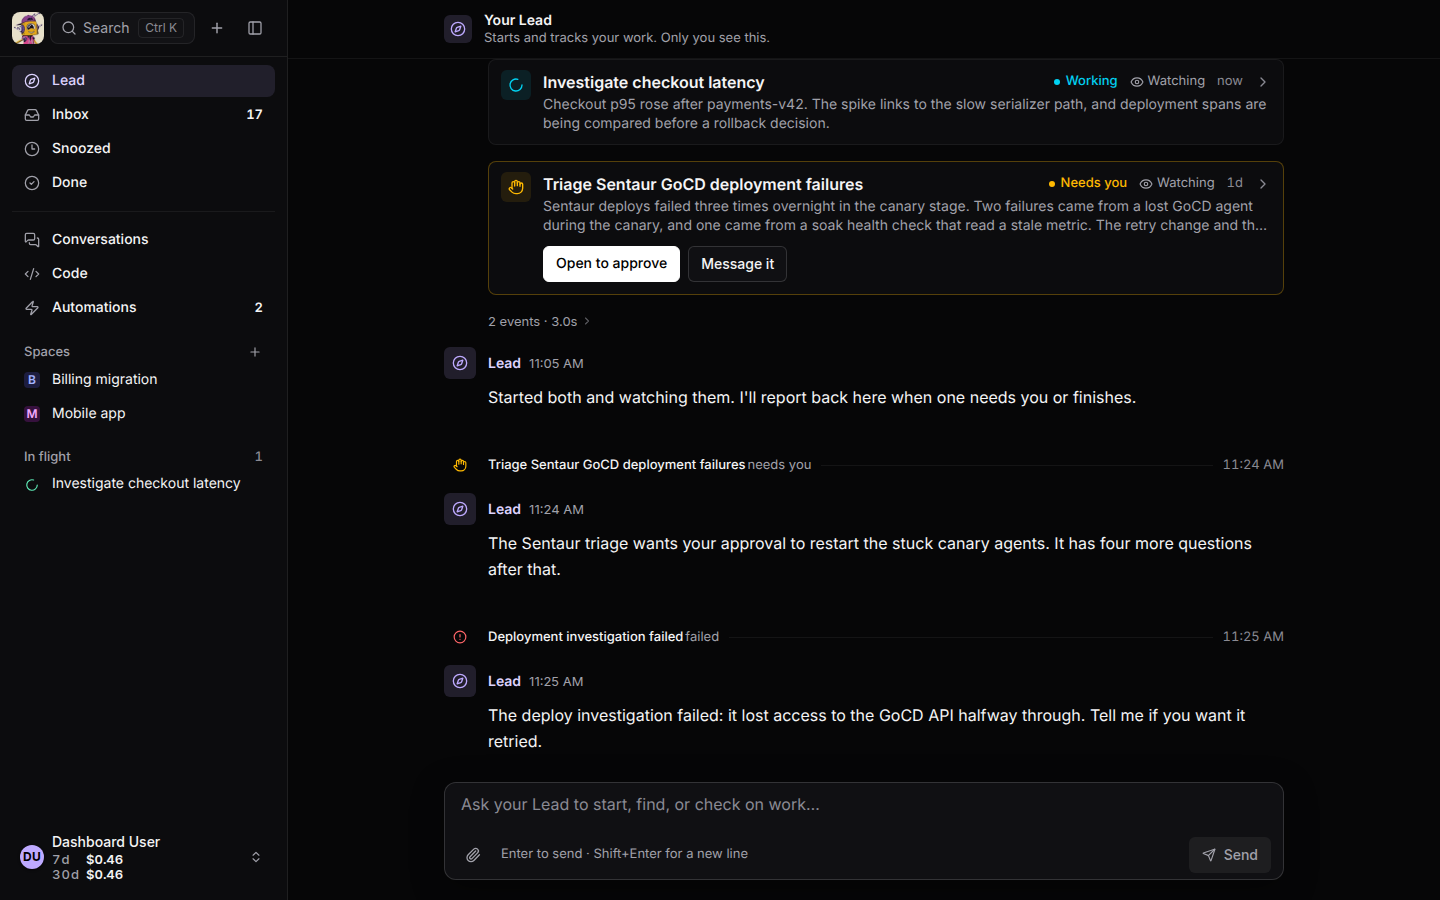 Search Ctrl K
Lead
Inbox 17
Snoozed
Done
Conversations
Code
Automations 2
Spaces
B Billing migration
M Mobile app
In flight 1
Investigate checkout latency
DU Dashboard User
7d $0.46
30d $0.46
Your Lead
Starts and tracks your work. Only you see this.
Investigate checkout latency Working Watching now
Checkout p95 rose after payments-v42. The spike links to the slow serializer path, and deployment spans are
being compared before a rollback decision.
Triage Sentaur GoCD deployment failures Needs you Watching 1d
Sentaur deploys failed three times overnight in the canary stage. Two failures came from a lost GoCD agent
during the canary, and one came from a soak health check that read a stale metric. The retry change and th...
Open to approve Message it
2 events · 3.0s
Lead 11:05 AM
Started both and watching them. I'll report back here when one needs you or finishes.
Triage Sentaur GoCD deployment failures needs you 11:24 AM
Lead 11:24 AM
The Sentaur triage wants your approval to restart the stuck canary agents. It has four more questions
after that.
Deployment investigation failed failed 11:25 AM
Lead 11:25 AM
The deploy investigation failed: it lost access to the GoCD API halfway through. Tell me if you want it
retried.
Ask your Lead to start, find, or check on work...
Enter to send · Shift+Enter for a new line Send